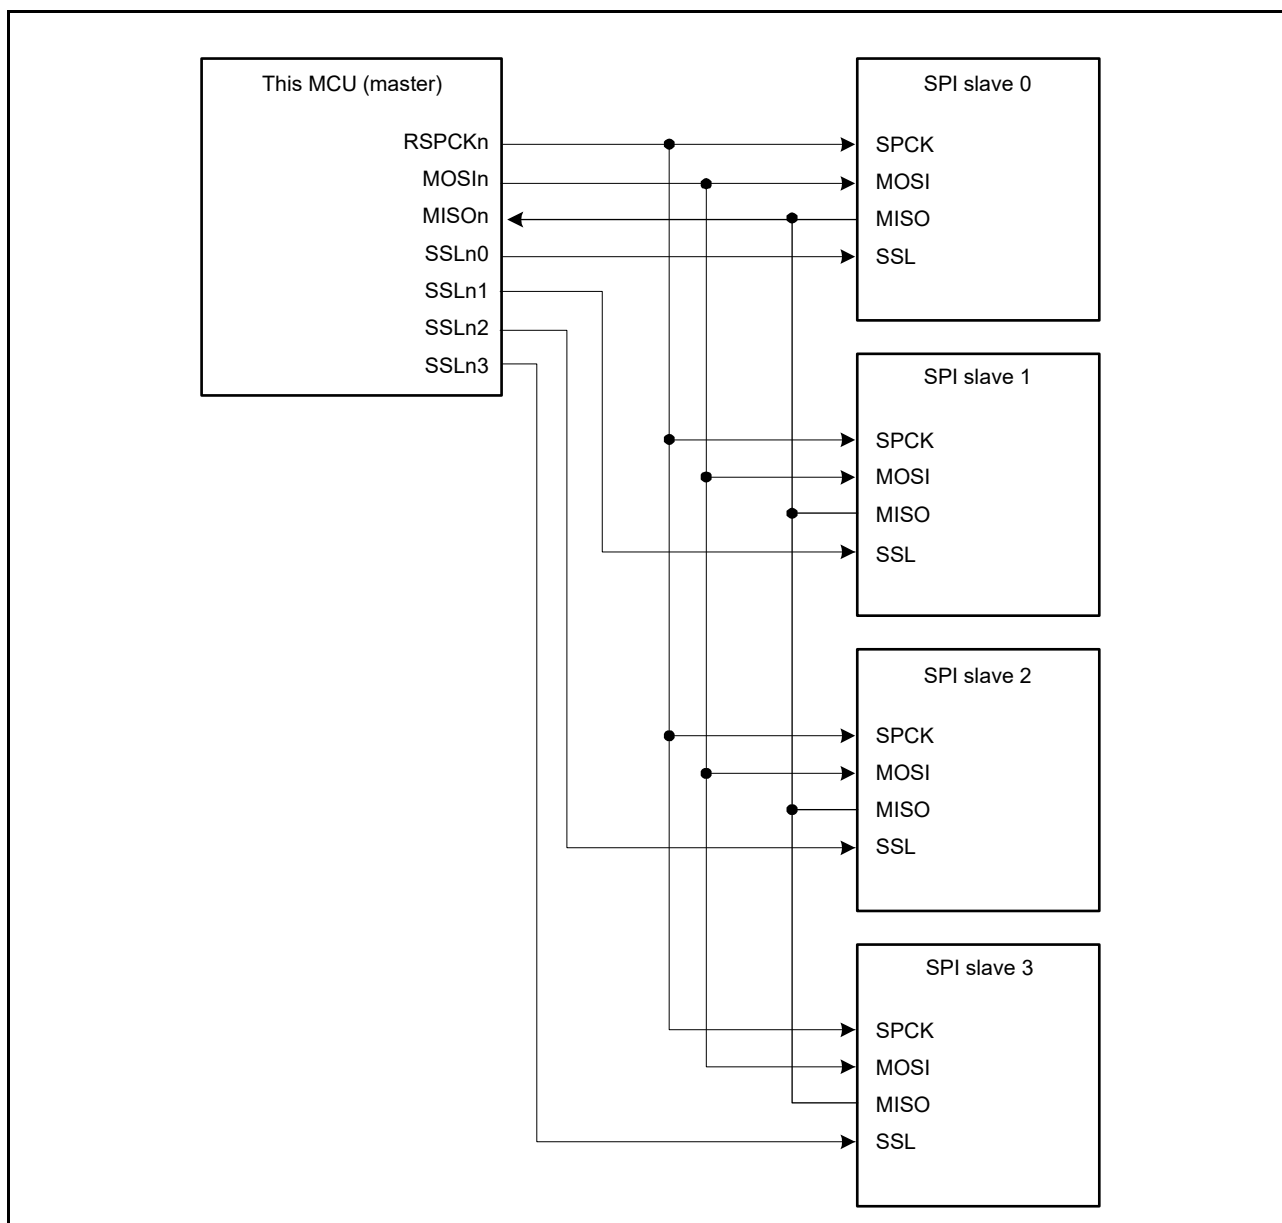 This MCU (master)
RSPCKn
MOSIn
MISOn
SSLn0
SSLn1
SSLn2
SSLn3
SPI slave 0
SPCK
MOSI
MISO
SSL
SPI slave 1
SPCK
MOSI
MISO
SSL
SPI slave 2
SPCK
MOSI
MISO
SSL
SPI slave 3
SPCK
MOSI
MISO
SSL